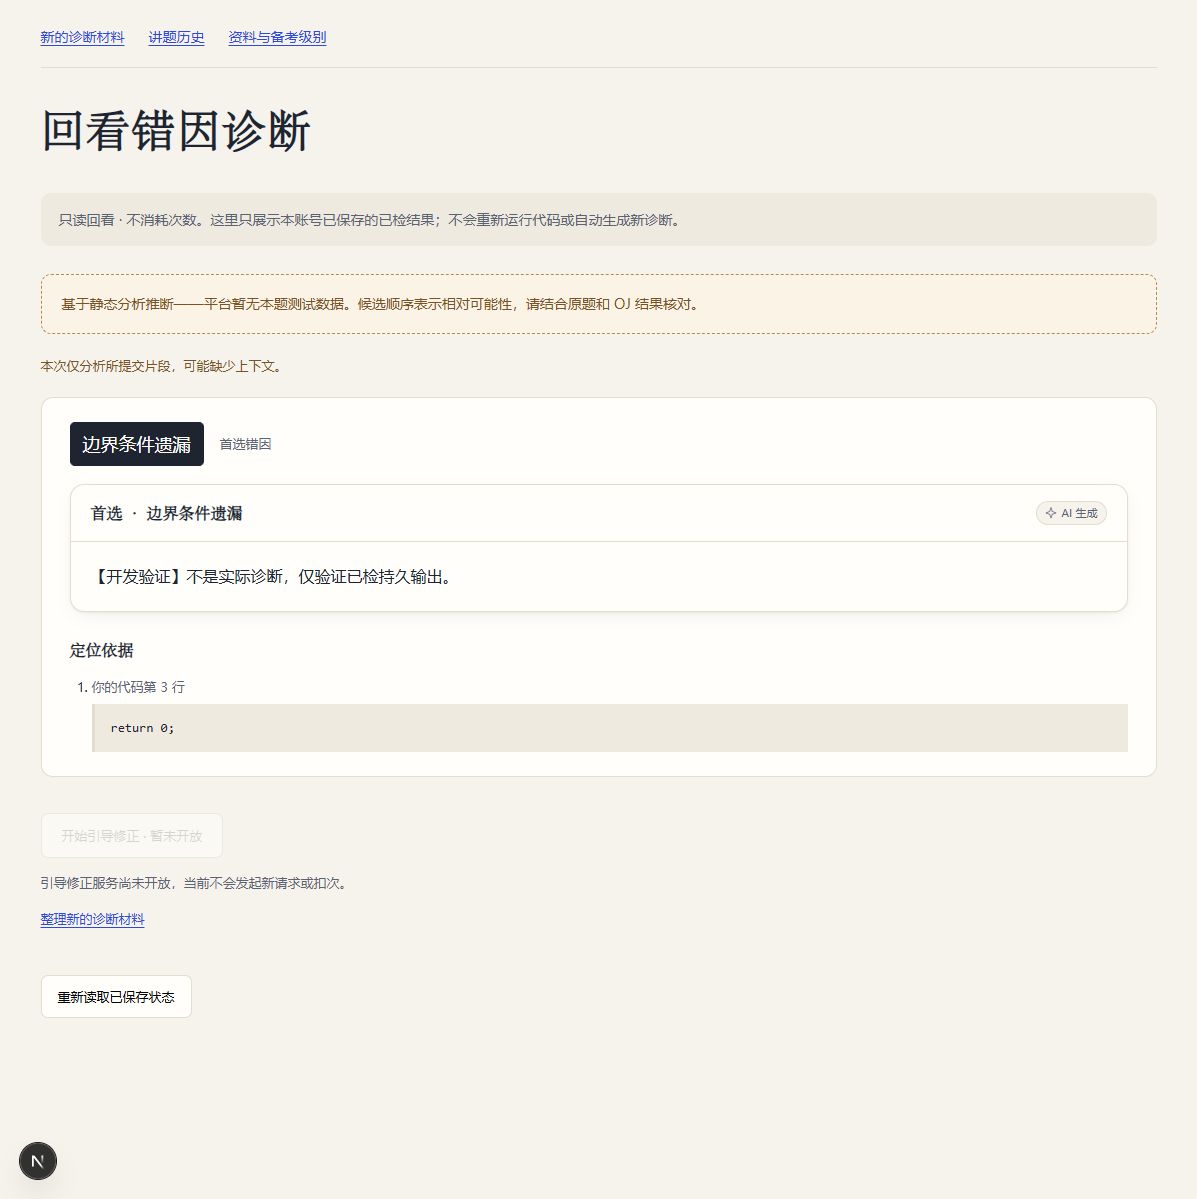 新的诊断材料 讲题历史 资料与备考级别
回看错因诊断
只读回看 · 不消耗次数。这里只展示本账号已保存的已检结果；不会重新运行代码或自动生成新诊断。
基于静态分析推断——平台暂无本题测试数据。候选顺序表示相对可能性，请结合原题和 OJ 结果核对。
本次仅分析所提交片段，可能缺少上下文。
边界条件遗漏 首选错因
首选 · 边界条件遗漏 AI 生成
【开发验证】不是实际诊断，仅验证已检持久输出。
定位依据
1. 你的代码第 3 行
return 0;
开始引导修正 · 暂未开放
引导修正服务尚未开放，当前不会发起新请求或扣次。
整理新的诊断材料
重新读取已保存状态
N